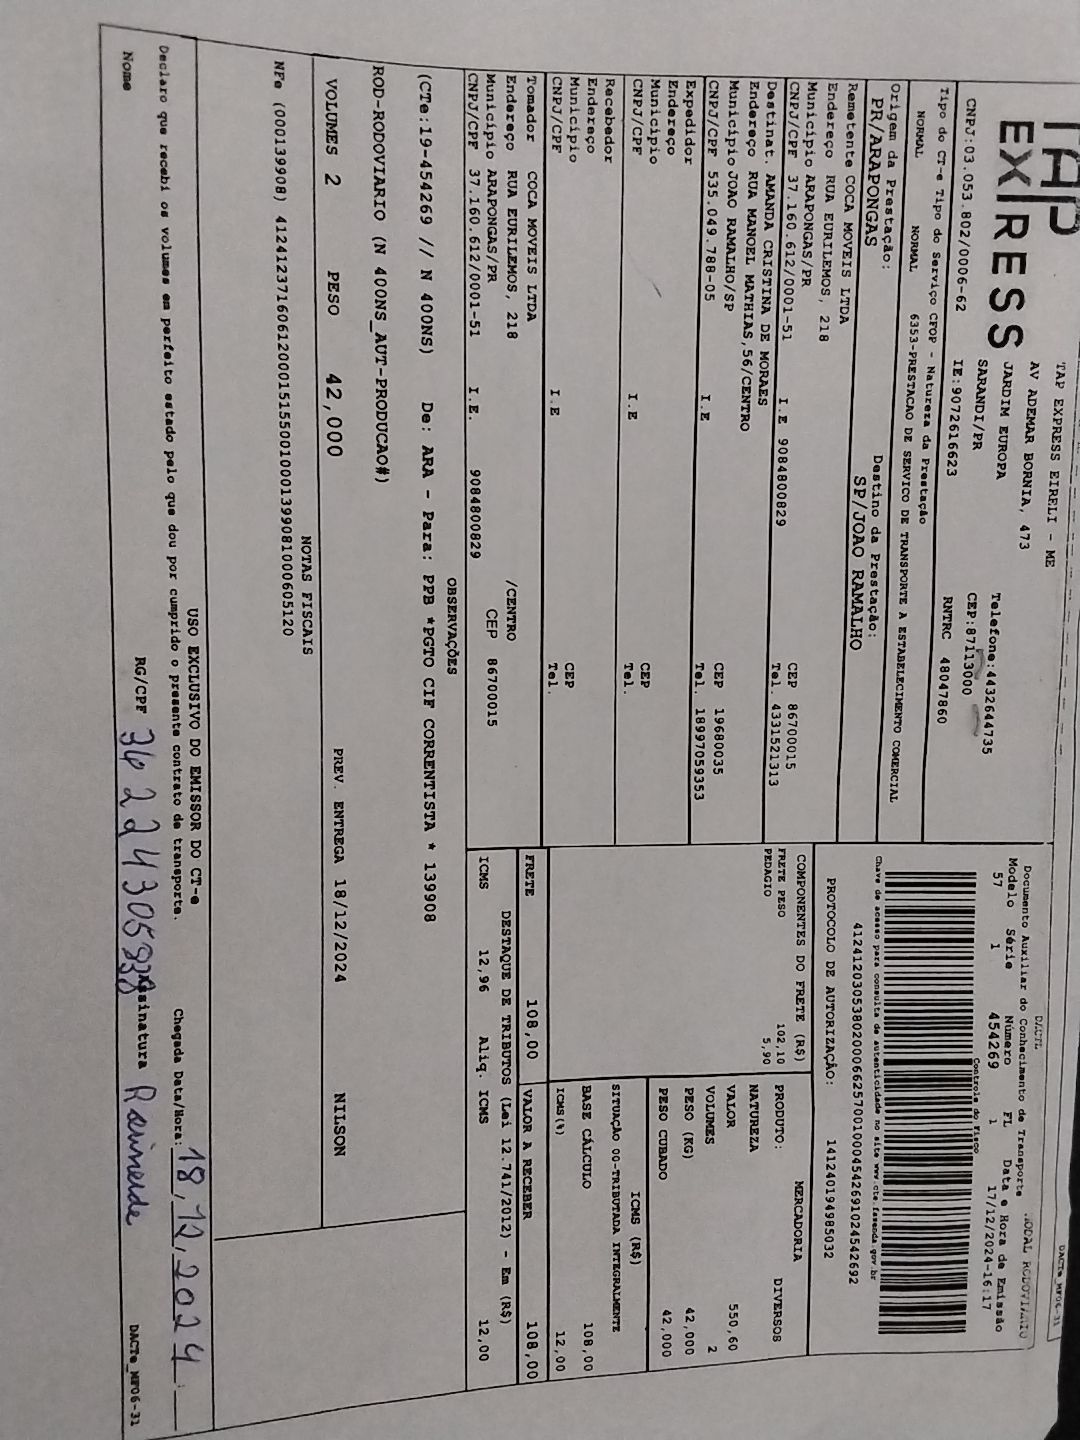 DACTE_MF06-31
TAP
EXPRESS
TAP EXPRESS EIRELI - ME
AV ADEMAR BORNIA, 473
JARDIM EUROPA
SARANDI/PR
Telefone:4432644735
CNPJ:03.053.802/0006-62
IE:9072616623
CEP:87113000
RNTRC 48047860
DACTE
Documento Auxiliar do Conhecimento de Transporte
MODAL RODOVIARIO
Modelo Série Número FL Data e Hora de Emissão
57 1 454269 1 17/12/2024-16:17
Controle do Fisco
Chave de acesso para consulta de autenticidade no site www.cte.fazenda.gov.br
41241203053802000662570010004542691024542692
PROTOCOLO DE AUTORIZAÇÃO: 141240194985032
Tipo do CT-e Tipo do Serviço CFOP - Natureza da Prestação
NORMAL NORMAL 6353-PRESTACAO DE SERVICO DE TRANSPORTE A ESTABELECIMENTO COMERCIAL
Origem da Prestação: Destino da Prestação:
PR/ARAPONGAS SP/JOAO RAMALHO
Remetente COCA MOVEIS LTDA
Endereço RUA EURILEMOS, 218
Município ARAPONGAS/PR CEP 86700015
CNPJ/CPF 37.160.612/0001-51 I.E 9084800829 Tel. 4331521313
Destinat. AMANDA CRISTINA DE MORAES
Endereço RUA MANOEL MATHIAS,56/CENTRO
Município JOAO RAMALHO/SP CEP 19680035
CNPJ/CPF 535.049.788-05 I.E Tel. 18997059353
Expedidor
Endereço
Município CEP
CNPJ/CPF I.E Tel.
Recebedor
Endereço
Município CEP
CNPJ/CPF I.E Tel.
Tomador COCA MOVEIS LTDA
Endereço RUA EURILEMOS, 218 /CENTRO
Município ARAPONGAS/PR CEP 86700015
CNPJ/CPF 37.160.612/0001-51 I.E. 9084800829
COMPONENTES DO FRETE (R$)
FRETE PESO 102,10
PEDAGIO 5,90
PRODUTO: MERCADORIA
NATUREZA DIVERSOS
VALOR 550,60
VOLUMES 2
PESO (KG) 42,000
PESO CUBADO 42,000
ICMS (R$)
SITUAÇÃO 00-TRIBUTADA INTEGRALMENTE
BASE CÁLCULO 108,00
ICMS(%) 12,00
FRETE 108,00 VALOR A RECEBER 108,00
DESTAQUE DE TRIBUTOS (Lei 12.741/2012) - Em (R$)
ICMS 12,96 Aliq. ICMS 12,00
OBSERVAÇÕES
(CTe:19-454269 // N 400NS) De: ARA - Para: PPB *PGTO CIF CORRENTISTA * 139908
ROD-RODOVIARIO (N 400NS_AUT-PRODUCAO#)
VOLUMES 2 PESO 42,000 PREV. ENTREGA 18/12/2024 NILSON
NOTAS FISCAIS
NFe (000139908) 41241237160612000151550010001399081000605120
USO EXCLUSIVO DO EMISSOR DO CT-e
Declaro que recebi os volumes em perfeito estado pelo que dou por cumprido o presente contrato de transporte.
Chegada Data/Hora: 18/12/2024 :
Nome RG/CPF Assinatura
DACTe_MF06-31